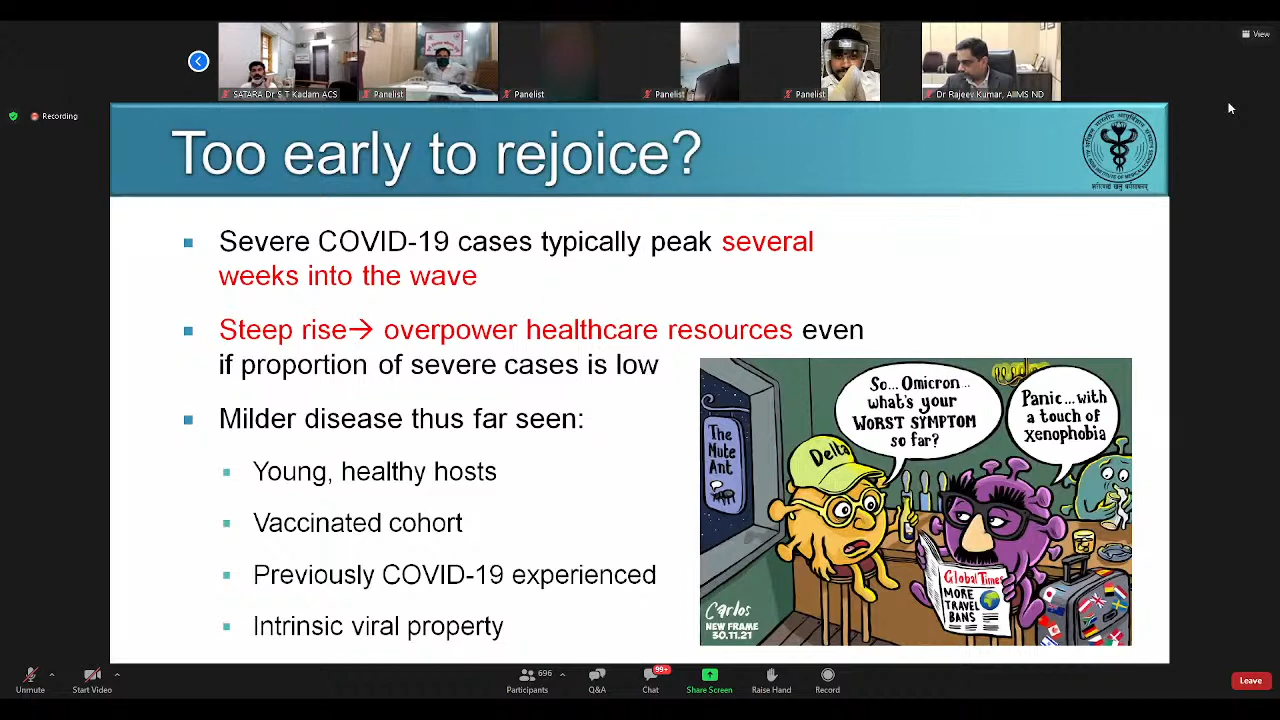 View
SATARA Dr S T Kadam ACS
Panelist
Panelist
Panelist
Panelist
Dr Rajeev Kumar, AIIMS ND
Recording
Too early to rejoice?
Severe COVID-19 cases typically peak several
weeks into the wave
Steep rise→ overpower healthcare resources even
if proportion of severe cases is low
Milder disease thus far seen:
Young, healthy hosts
Vaccinated cohort
Previously COVID-19 experienced
Intrinsic viral property
So... Omicron...
what's your
WORST SYMPTOM
so far?
Panic...with
a touch of
xenophobia
The
Mute
Ant
Delta
Global Times
MORE
TRAVEL
BANS
Carlos
NEW FRAME
30.11.21
Unmute
Start Video
696
Participants
Q&A
99+
Chat
Share Screen
Raise Hand
Record
Leave